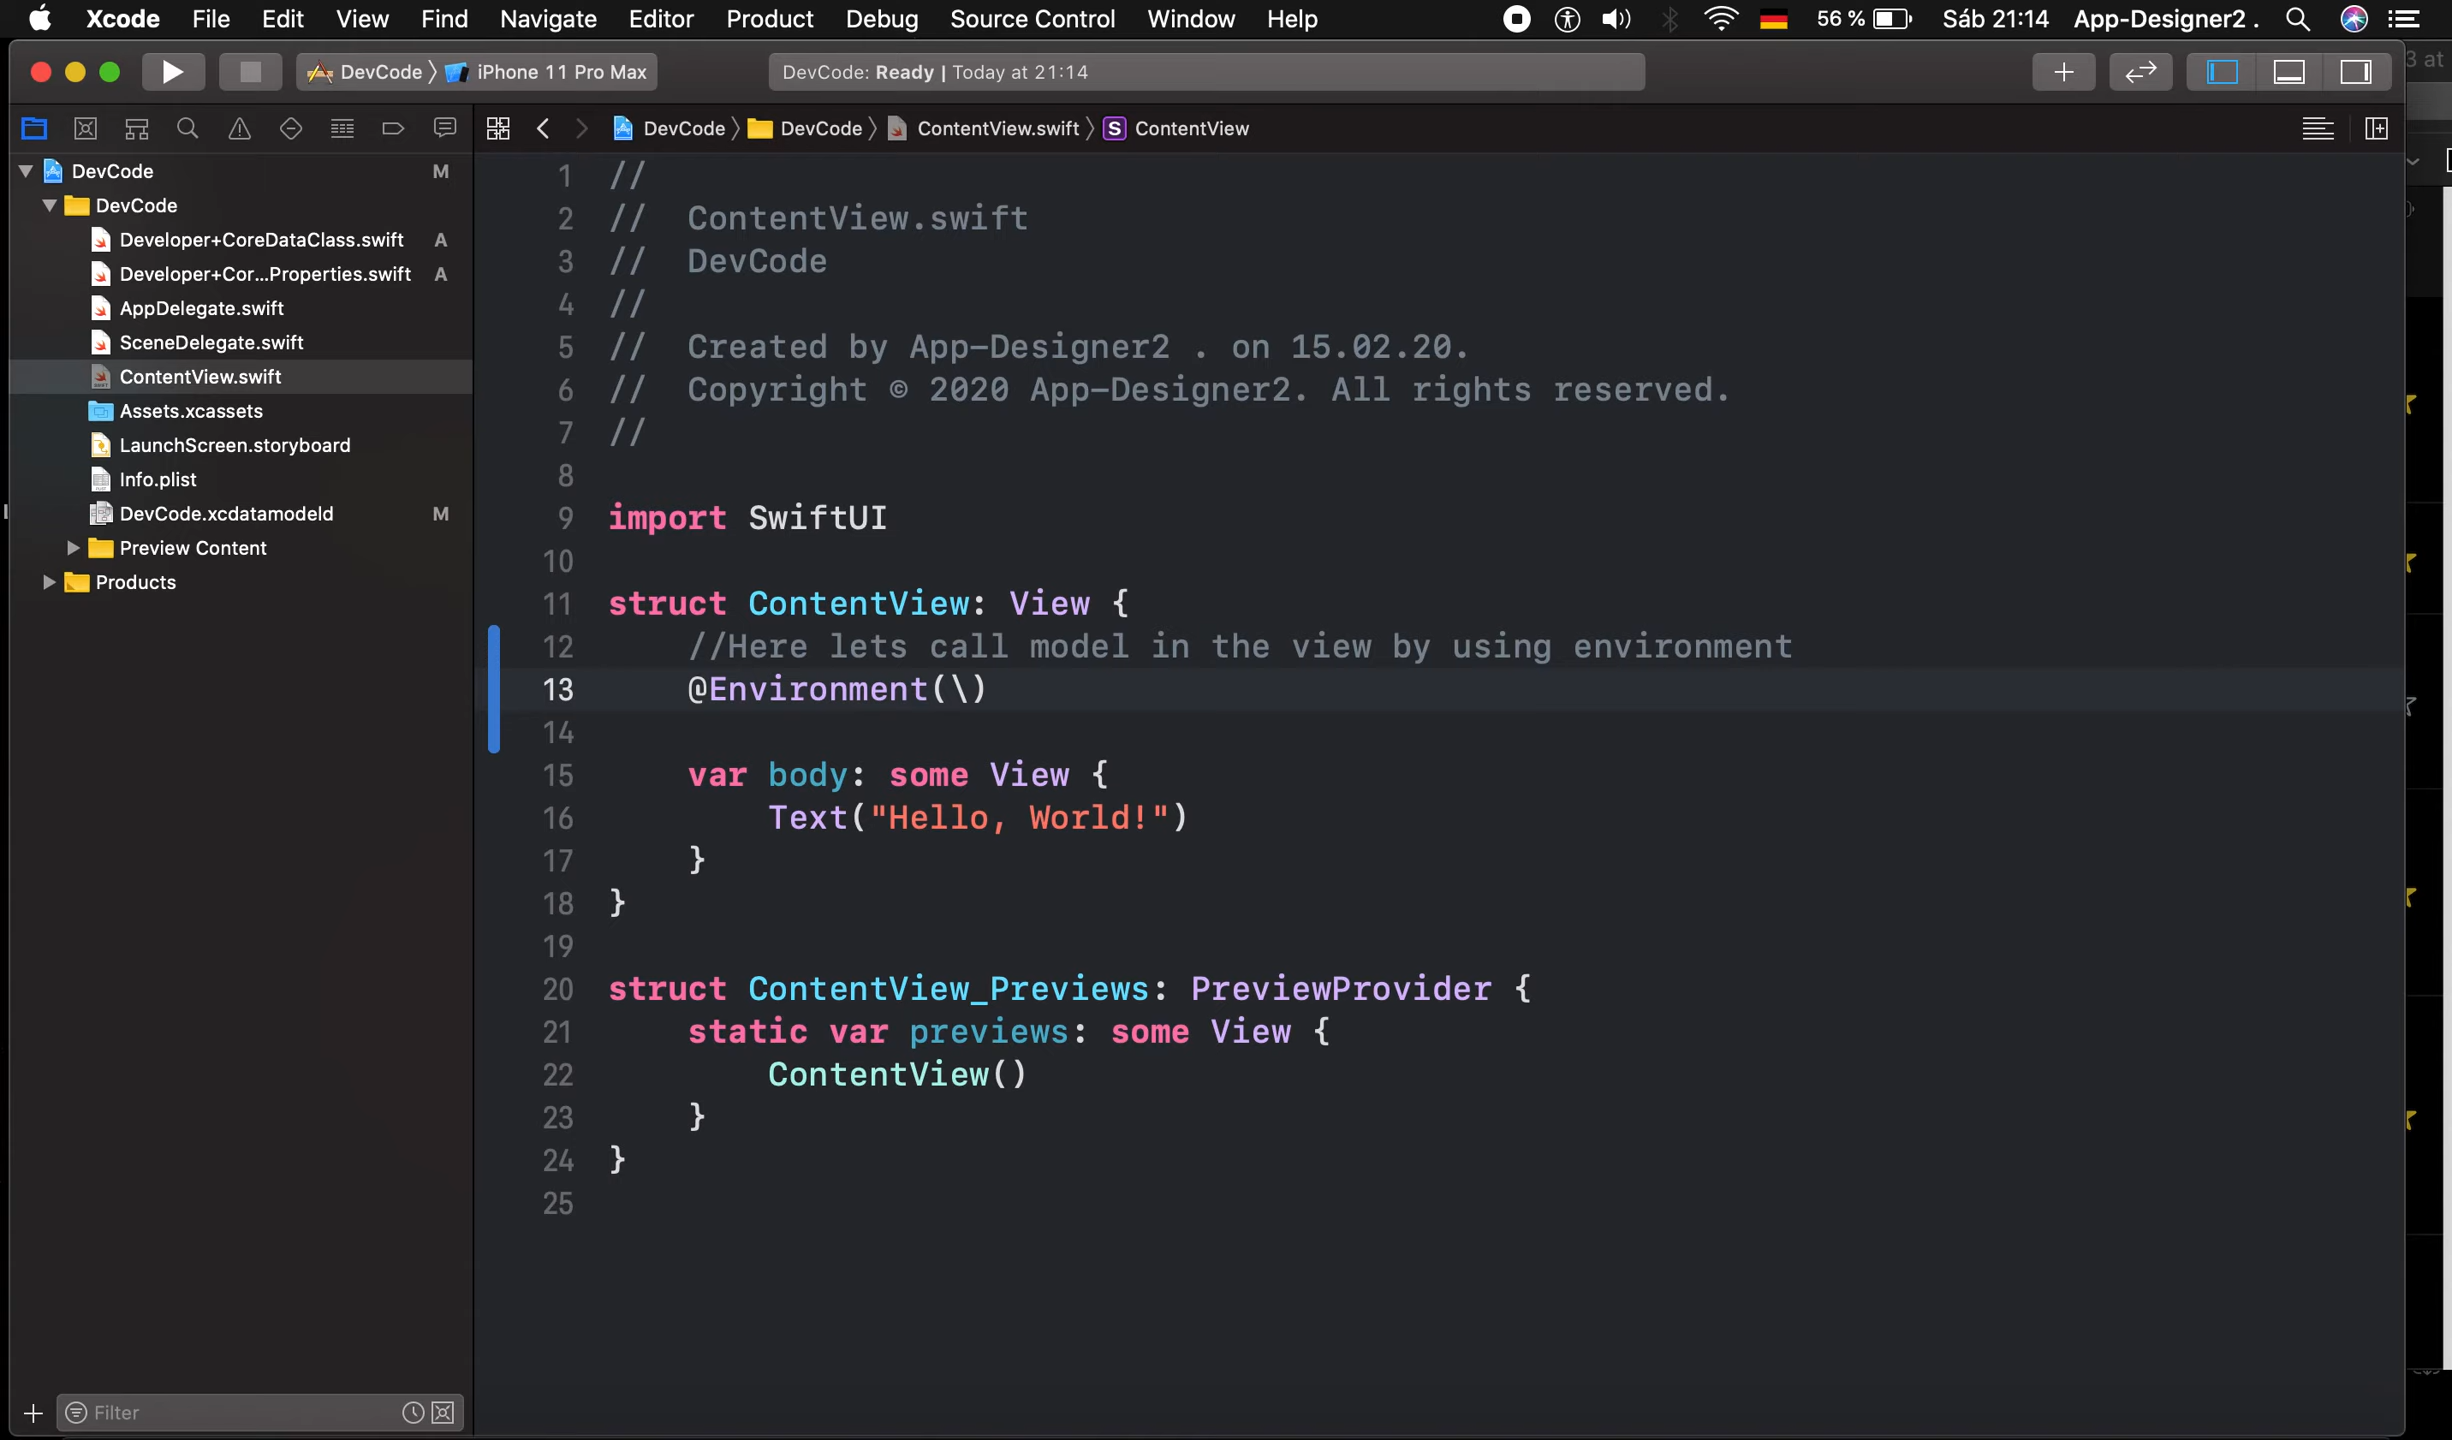 Xcode File Edit View Find Navigate Editor Product Debug Source Control Window Help 56 % Sáb 21:14 App-Designer2 .
DevCode iPhone 11 Pro Max DevCode: Ready | Today at 21:14 3 at
DevCode DevCode ContentView.swift S ContentView
DevCode M
DevCode
Developer+CoreDataClass.swift A
Developer+Cor...Properties.swift A
AppDelegate.swift
SceneDelegate.swift
ContentView.swift
Assets.xcassets
LaunchScreen.storyboard
Info.plist
DevCode.xcdatamodeld M
Preview Content
Products
Filter
1 //
2 //  ContentView.swift
3 //  DevCode
4 //
5 //  Created by App-Designer2 . on 15.02.20.
6 //  Copyright © 2020 App-Designer2. All rights reserved.
7 //
8
9 import SwiftUI
10
11 struct ContentView: View {
12     //Here lets call model in the view by using environment
13     @Environment(\)
14
15     var body: some View {
16         Text("Hello, World!")
17     }
18 }
19
20 struct ContentView_Previews: PreviewProvider {
21     static var previews: some View {
22         ContentView()
23     }
24 }
25